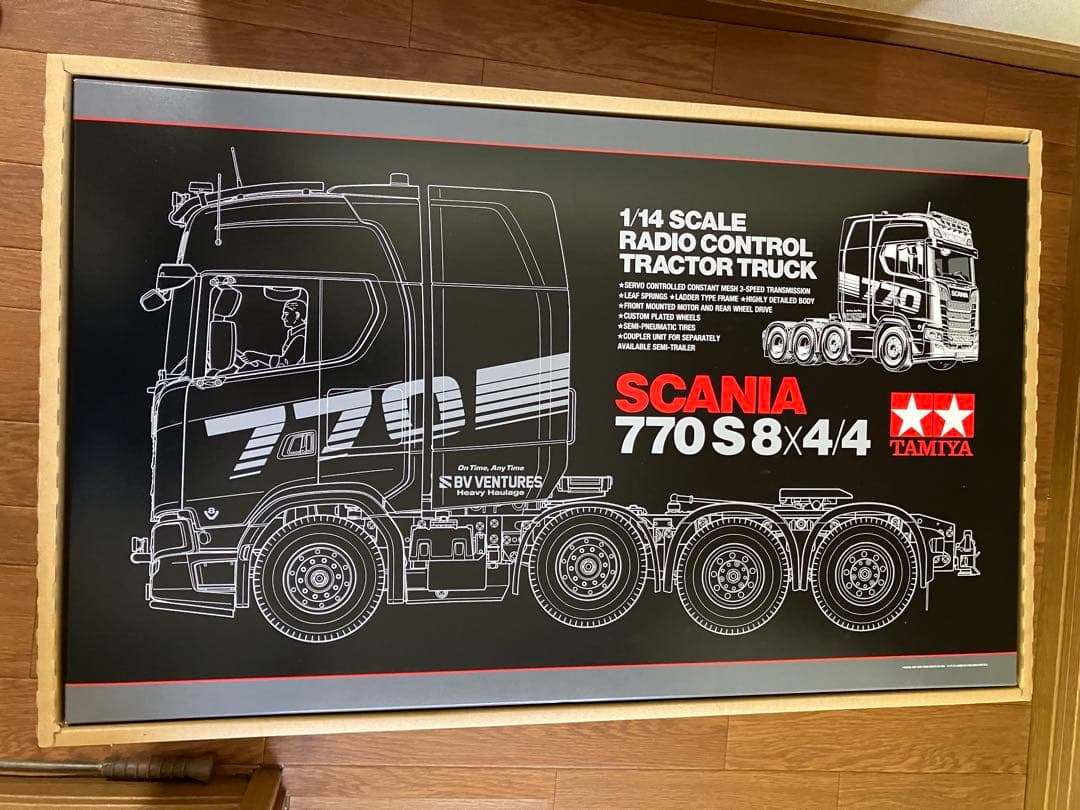 1/14 SCALE
RADIO CONTROL
TRACTOR TRUCK
★SERVO CONTROLLED CONSTANT MESH 3-SPEED TRANSMISSION
★LEAF SPRINGS ★LADDER TYPE FRAME ★HIGHLY DETAILED BODY
★FRONT MOUNTED MOTOR AND REAR WHEEL DRIVE
★CUSTOM PLATED WHEELS
★SEMI-PNEUMATIC TIRES
★COUPLER UNIT FOR SEPARATELY
AVAILABLE SEMI-TRAILER
SCANIA
770
SCANIA
770 S 8×4/4
TAMIYA
770
On Time, Any Time
BV VENTURES
Heavy Haulage
V8